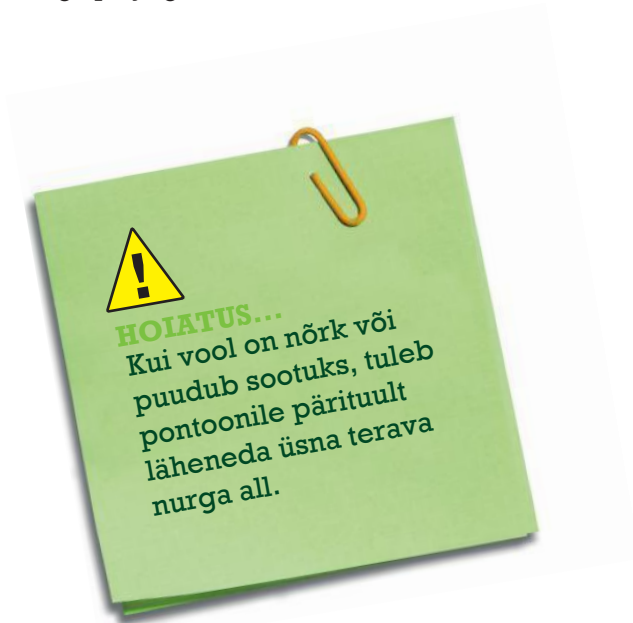 HOIATUS...
Kui vool on nõrk või
puudub sootuks, tuleb
pontoonile pärituult
läheneda üsna terava
nurga all.